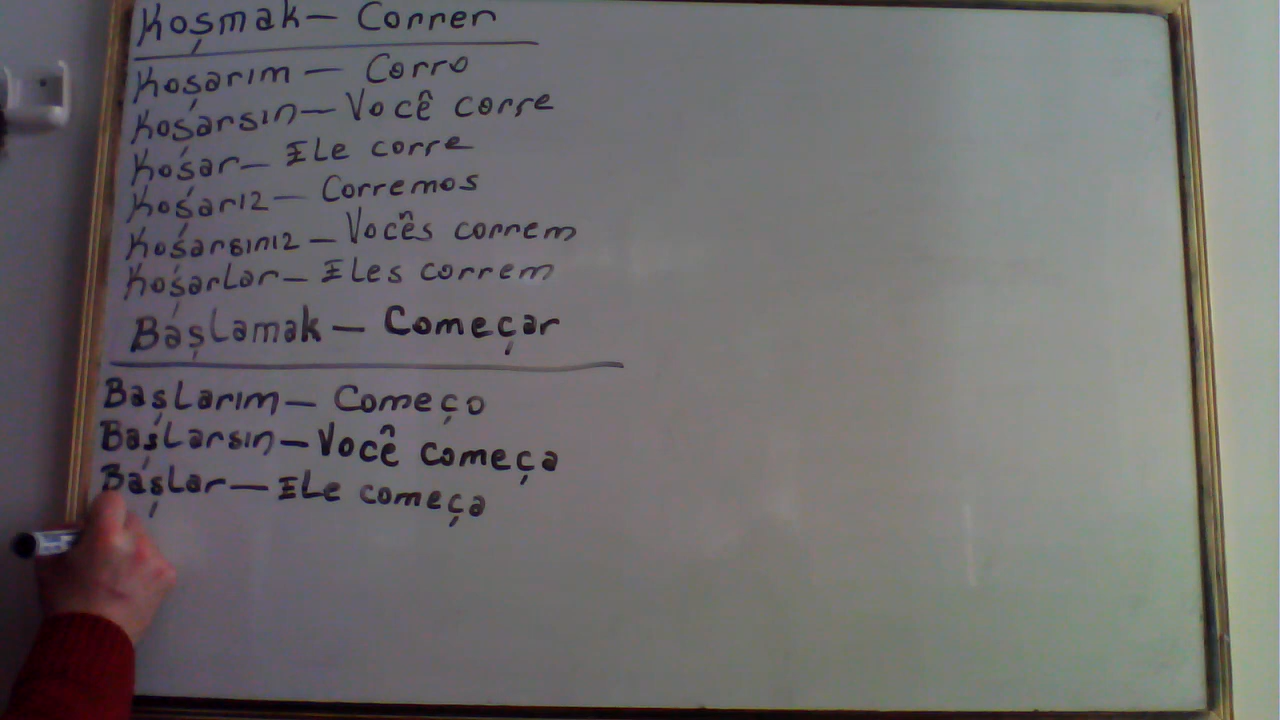 Koşmak — Correr
Koşarım — Corro
Koşarsın — Você corre
Koşar — Ele corre
Koşarız — Corremos
Koşarsınız — Vocês correm
Koşarlar — Eles correm
Başlamak — Começar
Başlarım — Começo
Başlarsın — Você começa
Başlar — Ele começa